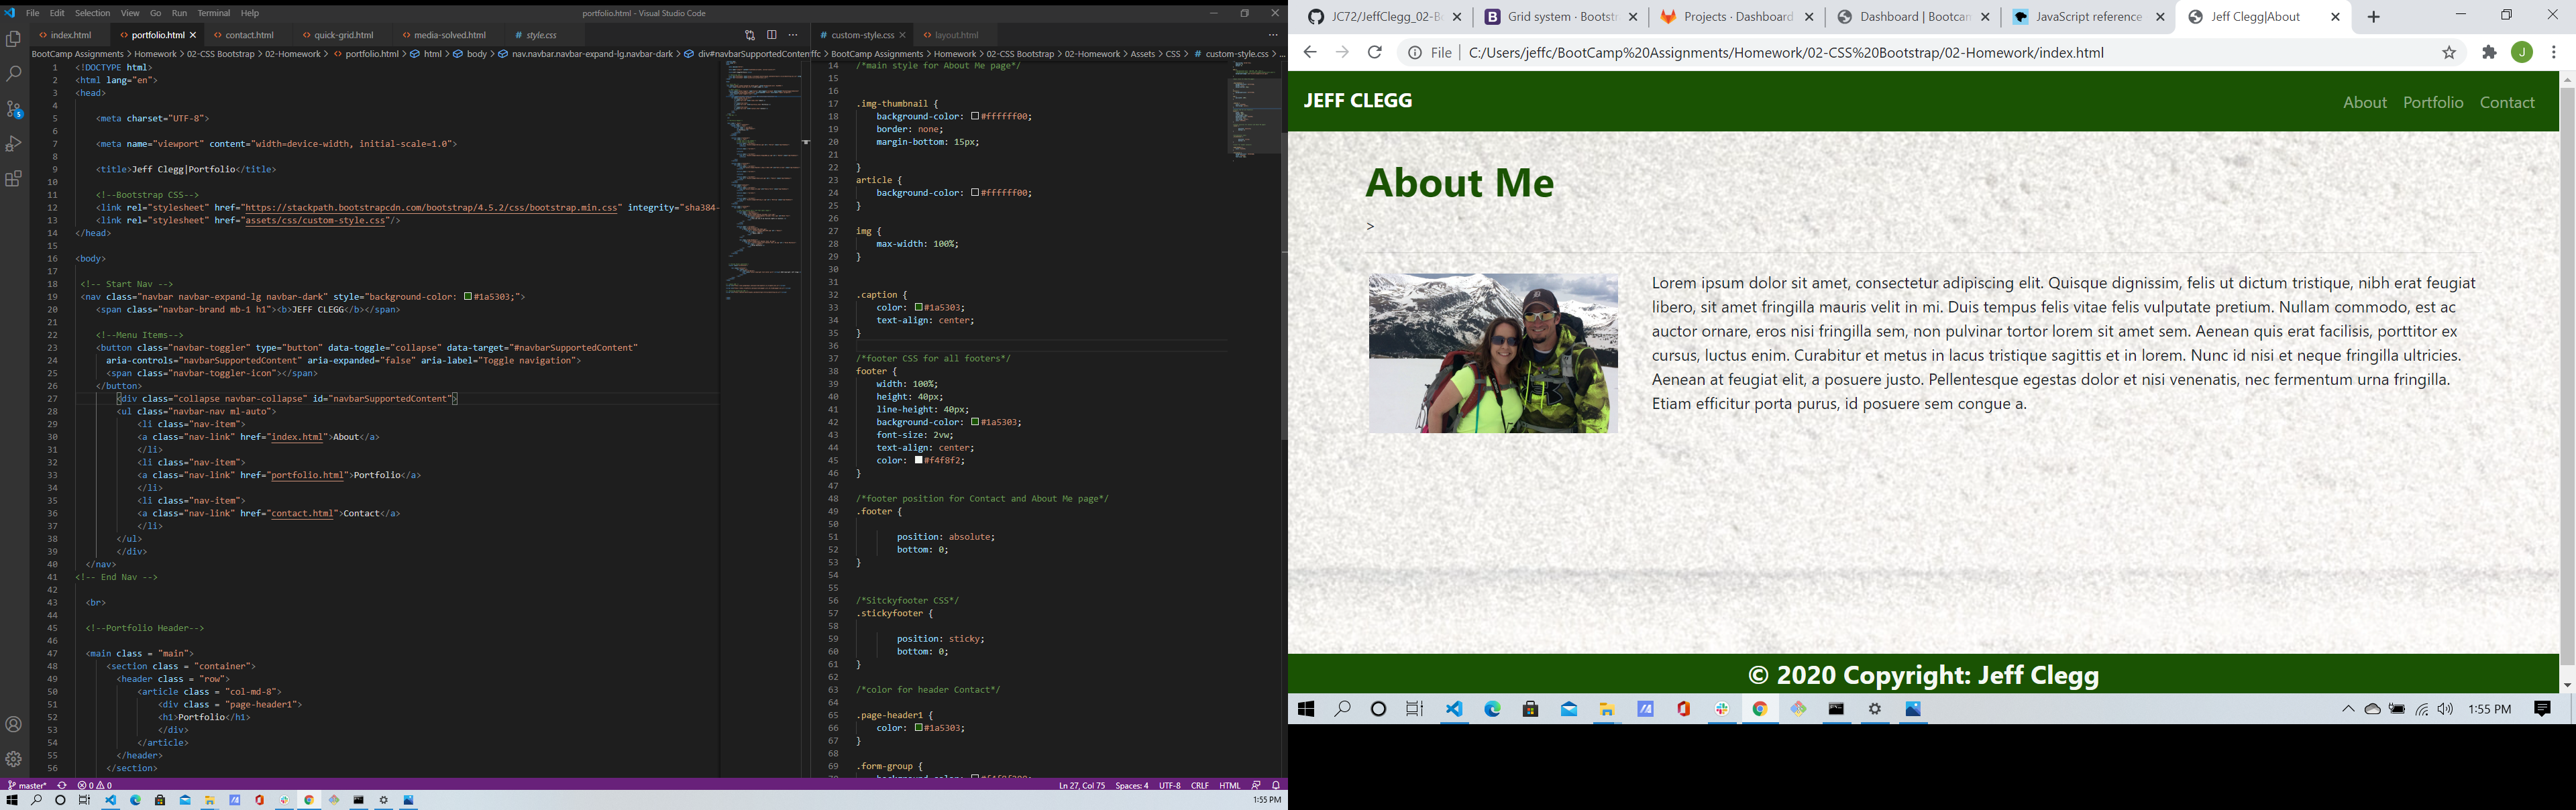 File Edit Selection View Go Run Terminal Help
portfolio.html - Visual Studio Code
index.html portfolio.html contact.html quick-grid.html media-solved.html style.css
BootCamp Assignments > Homework > 02-CSS Bootstrap > 02-Homework > portfolio.html > html > body > nav.navbar.navbar-expand-lg.navbar-dark > div#navbarSupportedConten
1 <!DOCTYPE html>
2 <html lang="en">
3 <head>
4
5 <meta charset="UTF-8">
6
7 <meta name="viewport" content="width=device-width, initial-scale=1.0">
8
9 <title>Jeff Clegg|Portfolio</title>
10
11 <!--Bootstrap CSS-->
12 <link rel="stylesheet" href="https://stackpath.bootstrapcdn.com/bootstrap/4.5.2/css/bootstrap.min.css" integrity="sha384-
13 <link rel="stylesheet" href="assets/css/custom-style.css"/>
14 </head>
15
16 <body>
17
18 <!-- Start Nav -->
19 <nav class="navbar navbar-expand-lg navbar-dark" style="background-color: #1a5303;">
20 <span class="navbar-brand mb-1 h1"><b>JEFF CLEGG</b></span>
21
22 <!--Menu Items-->
23 <button class="navbar-toggler" type="button" data-toggle="collapse" data-target="#navbarSupportedContent"
24 aria-controls="navbarSupportedContent" aria-expanded="false" aria-label="Toggle navigation">
25 <span class="navbar-toggler-icon"></span>
26 </button>
27 <div class="collapse navbar-collapse" id="navbarSupportedContent">
28 <ul class="navbar-nav ml-auto">
29 <li class="nav-item">
30 <a class="nav-link" href="index.html">About</a>
31 </li>
32 <li class="nav-item">
33 <a class="nav-link" href="portfolio.html">Portfolio</a>
34 </li>
35 <li class="nav-item">
36 <a class="nav-link" href="contact.html">Contact</a>
37 </li>
38 </ul>
39 </div>
40 </nav>
41 <!-- End Nav -->
42
43 <br>
44
45 <!--Portfolio Header-->
46
47 <main class = "main">
48 <section class = "container">
49 <header class = "row">
50 <article class = "col-md-8">
51 <div class = "page-header1">
52 <h1>Portfolio</h1>
53 </div>
54 </article>
55 </header>
56 </section>
custom-style.css layout.html
ffc > BootCamp Assignments > Homework > 02-CSS Bootstrap > 02-Homework > Assets > CSS > custom-style.css > ...
14 /*main style for About Me page*/
15
16
17 .img-thumbnail {
18 background-color: #ffffff00;
19 border: none;
20 margin-bottom: 15px;
21
22 }
23 article {
24 background-color: #ffffff00;
25 }
26
27 img {
28 max-width: 100%;
29 }
30
31
32 .caption {
33 color: #1a5303;
34 text-align: center;
35 }
36
37 /*footer CSS for all footers*/
38 footer {
39 width: 100%;
40 height: 40px;
41 line-height: 40px;
42 background-color: #1a5303;
43 font-size: 2vw;
44 text-align: center;
45 color: #f4f8f2;
46 }
47
48 /*footer position for Contact and About Me page*/
49 .footer {
50
51 position: absolute;
52 bottom: 0;
53 }
54
55
56 /*Sitckyfooter CSS*/
57 .stickyfooter {
58
59 position: sticky;
60 bottom: 0;
61 }
62
63 /*color for header Contact*/
64
65 .page-header1 {
66 color: #1a5303;
67 }
68
69 .form-group {
master* 0 0
Ln 27, Col 75 Spaces: 4 UTF-8 CRLF HTML
1:55 PM
JC72/JeffClegg_02-B Grid system · Bootst Projects · Dashboard Dashboard | Bootcan JavaScript reference Jeff Clegg|About
File C:/Users/jeffc/BootCamp%20Assignments/Homework/02-CSS%20Bootstrap/02-Homework/index.html
J
JEFF CLEGG
About Portfolio Contact
About Me
>
Lorem ipsum dolor sit amet, consectetur adipiscing elit. Quisque dignissim, felis ut dictum tristique, nibh erat feugiat
libero, sit amet fringilla mauris velit in mi. Duis tempus felis vitae felis vulputate pretium. Nullam commodo, est ac
auctor ornare, eros nisi fringilla sem, non pulvinar tortor lorem sit amet sem. Aenean quis erat facilisis, porttitor ex
cursus, luctus enim. Curabitur et metus in lacus tristique sagittis et in lorem. Nunc id nisi et neque fringilla ultricies.
Aenean at feugiat elit, a posuere justo. Pellentesque egestas dolor et nisi venenatis, nec fermentum urna fringilla.
Etiam efficitur porta purus, id posuere sem congue a.
© 2020 Copyright: Jeff Clegg
1:55 PM